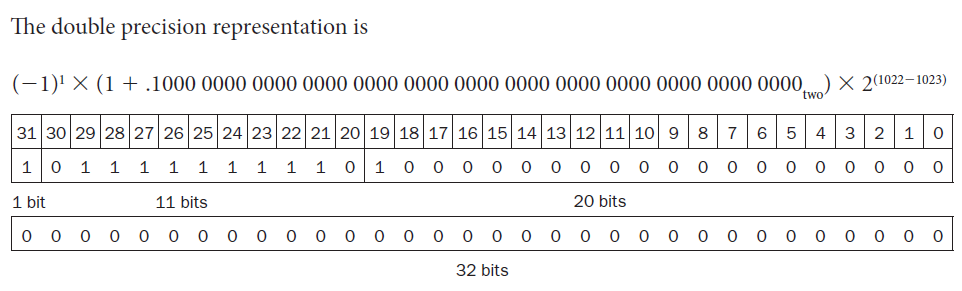 The double precision representation is
(−1)¹ × (1 + .1000 0000 0000 0000 0000 0000 0000 0000 0000 0000 0000 0000 0000two) × 2(1022−1023)
31 30 29 28 27 26 25 24 23 22 21 20 19 18 17 16 15 14 13 12 11 10 9 8 7 6 5 4 3 2 1 0
1 0 1 1 1 1 1 1 1 1 1 0 1 0 0 0 0 0 0 0 0 0 0 0 0 0 0 0 0 0 0 0
1 bit 11 bits 20 bits
0 0 0 0 0 0 0 0 0 0 0 0 0 0 0 0 0 0 0 0 0 0 0 0 0 0 0 0 0 0 0 0
32 bits